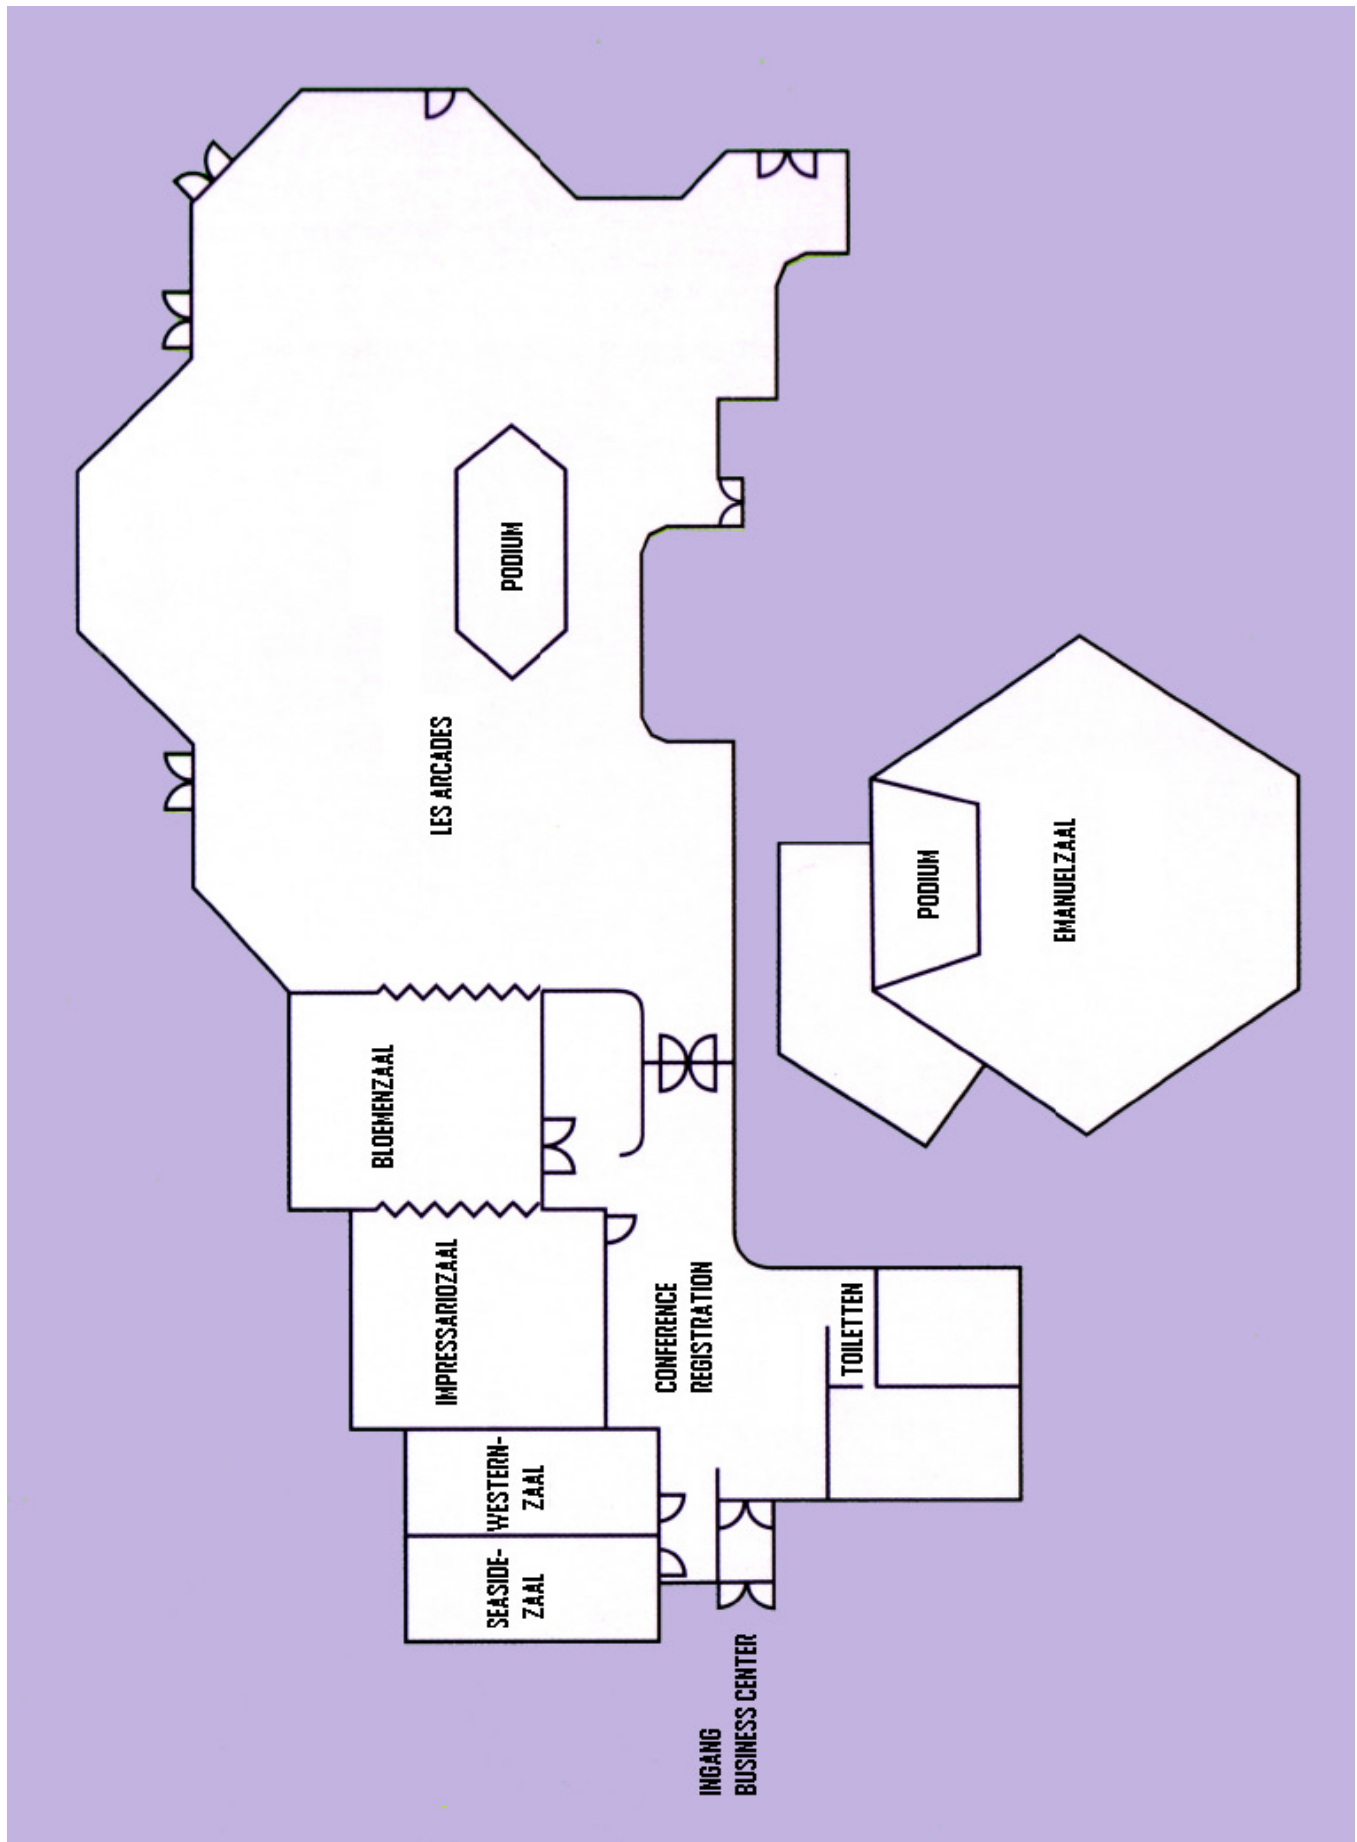 PODIUM
LES ARCADES
PODIUM
EMANUELZAAL
BLOEMENZAAL
IMPRESSARIOZAAL
CONFERENCE
REGISTRATION
TOILETTEN
WESTERN-
ZAAL
SEASIDE-
ZAAL
INGANG
BUSINESS CENTER